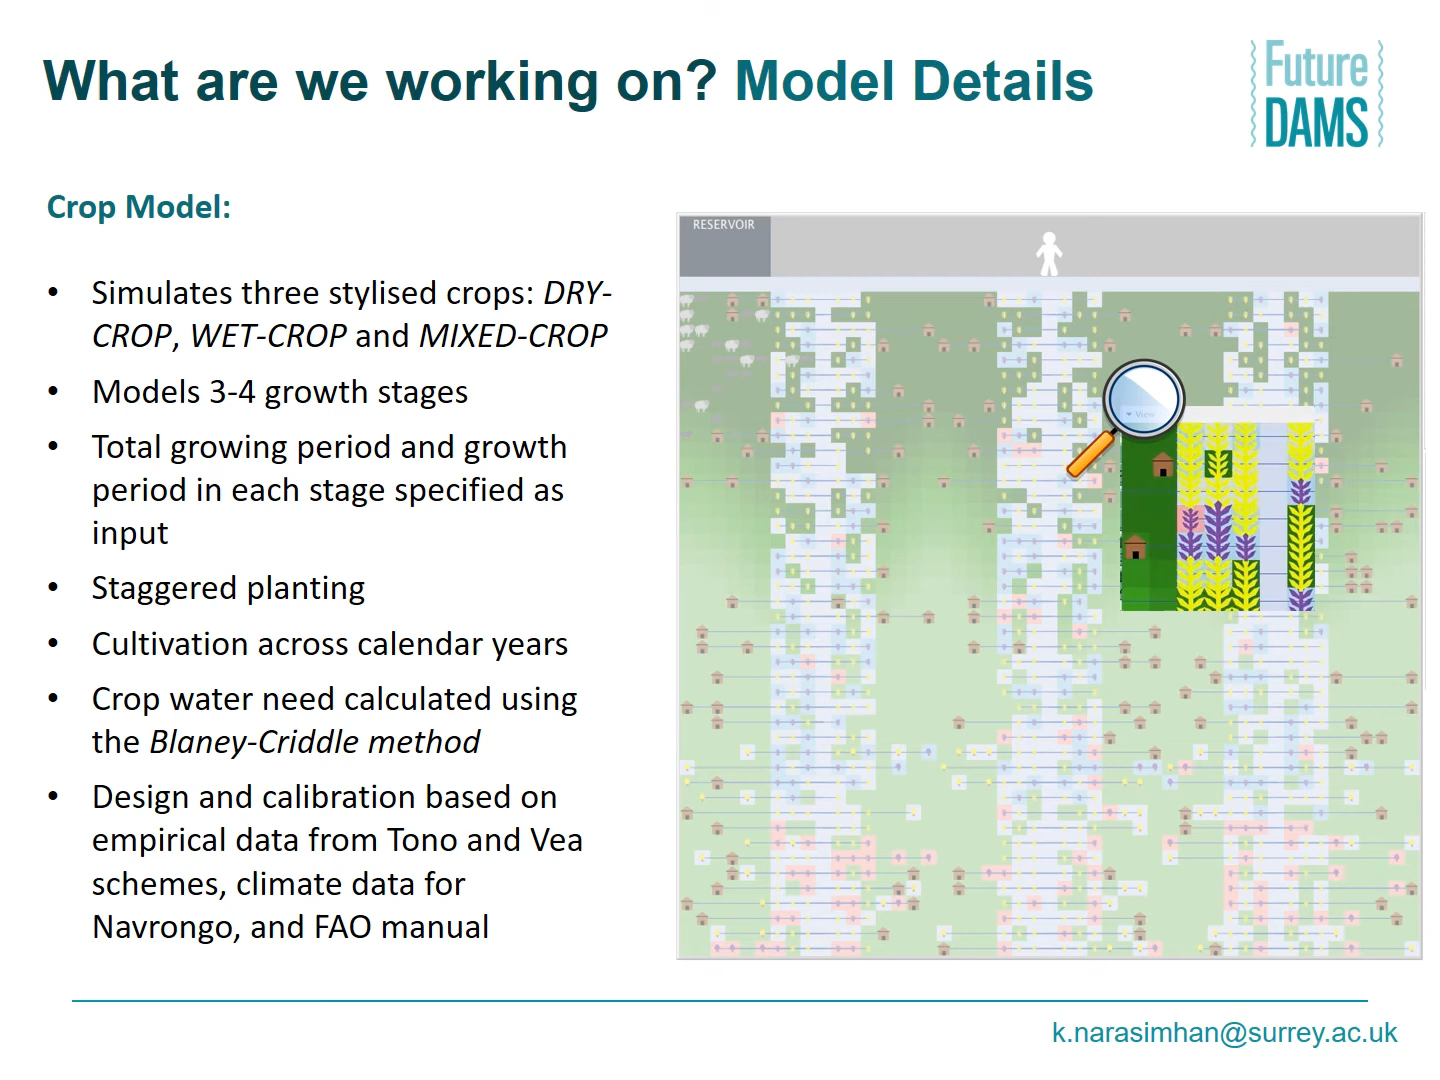 What are we working on? Model Details
Future
DAMS
Crop Model:
• Simulates three stylised crops: DRY-
CROP, WET-CROP and MIXED-CROP
• Models 3-4 growth stages
• Total growing period and growth
period in each stage specified as
input
• Staggered planting
• Cultivation across calendar years
• Crop water need calculated using
the Blaney-Criddle method
• Design and calibration based on
empirical data from Tono and Vea
schemes, climate data for
Navrongo, and FAO manual
RESERVOIR
View
k.narasimhan@surrey.ac.uk